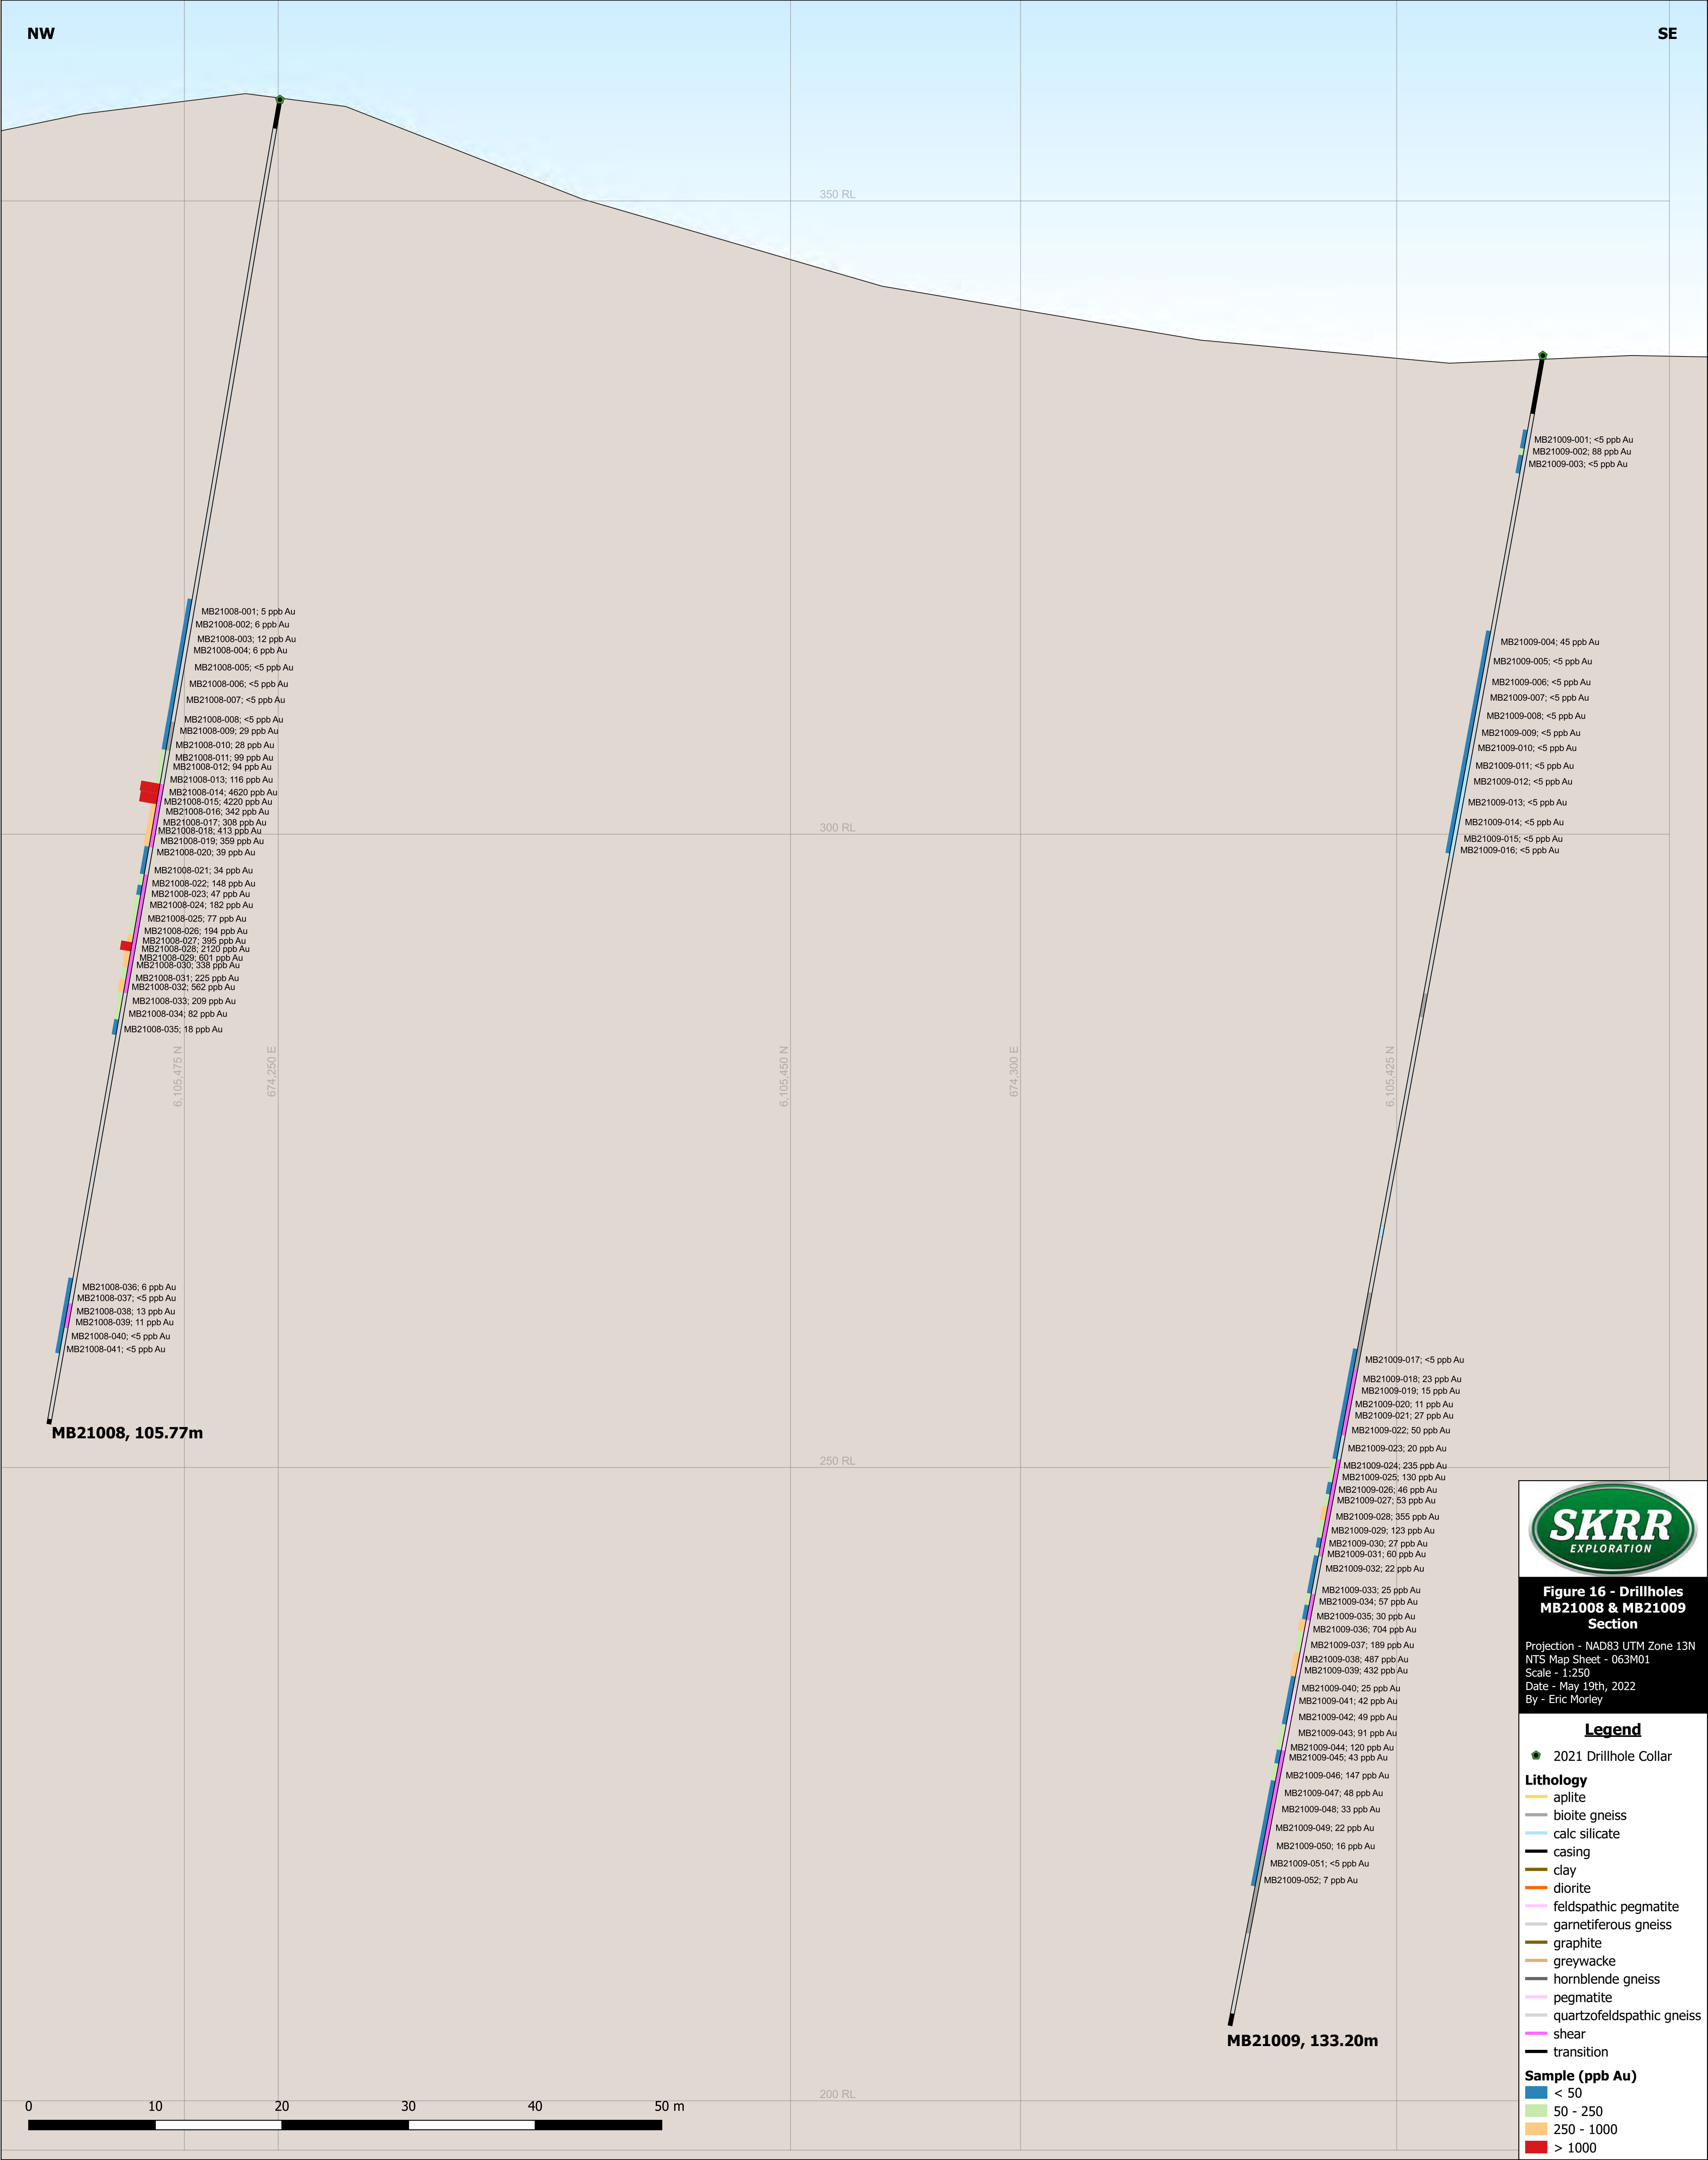 NW
SE
350 RL
MB21009-001; <5 ppb Au
MB21009-002; 88 ppb Au
MB21009-003; <5 ppb Au
MB21008-001; 5 ppb Au
MB21008-002; 6 ppb Au
MB21008-003; 12 ppb Au
MB21008-004; 6 ppb Au
MB21008-005; <5 ppb Au
MB21008-006; <5 ppb Au
MB21008-007; <5 ppb Au
MB21008-008; <5 ppb Au
MB21008-009; 29 ppb Au
MB21008-010; 28 ppb Au
MB21008-011; 99 ppb Au
MB21008-012; 94 ppb Au
MB21008-013; 116 ppb Au
MB21008-014; 4620 ppb Au
MB21008-015; 4220 ppb Au
MB21008-016; 342 ppb Au
MB21008-017; 308 ppb Au
MB21008-018; 413 ppb Au
MB21008-019; 359 ppb Au
MB21008-020; 39 ppb Au
MB21008-021; 34 ppb Au
MB21008-022; 148 ppb Au
MB21008-023; 47 ppb Au
MB21008-024; 182 ppb Au
MB21008-025; 77 ppb Au
MB21008-026; 194 ppb Au
MB21008-027; 395 ppb Au
MB21008-028; 2120 ppb Au
MB21008-029; 601 ppb Au
MB21008-030; 338 ppb Au
MB21008-031; 225 ppb Au
MB21008-032; 562 ppb Au
MB21008-033; 209 ppb Au
MB21008-034; 82 ppb Au
MB21008-035; 18 ppb Au
MB21009-004; 45 ppb Au
MB21009-005; <5 ppb Au
MB21009-006; <5 ppb Au
MB21009-007; <5 ppb Au
MB21009-008; <5 ppb Au
MB21009-009; <5 ppb Au
MB21009-010; <5 ppb Au
MB21009-011; <5 ppb Au
MB21009-012; <5 ppb Au
MB21009-013; <5 ppb Au
MB21009-014; <5 ppb Au
MB21009-015; <5 ppb Au
MB21009-016; <5 ppb Au
300 RL
6,105,475 N
674,250 E
6,105,450 N
674,300 E
6,105,425 N
MB21008-036; 6 ppb Au
MB21008-037; <5 ppb Au
MB21008-038; 13 ppb Au
MB21008-039; 11 ppb Au
MB21008-040; <5 ppb Au
MB21008-041; <5 ppb Au
MB21008, 105.77m
250 RL
MB21009-017; <5 ppb Au
MB21009-018; 23 ppb Au
MB21009-019; 15 ppb Au
MB21009-020; 11 ppb Au
MB21009-021; 27 ppb Au
MB21009-022; 50 ppb Au
MB21009-023; 20 ppb Au
MB21009-024; 235 ppb Au
MB21009-025; 130 ppb Au
MB21009-026; 46 ppb Au
MB21009-027; 53 ppb Au
MB21009-028; 355 ppb Au
MB21009-029; 123 ppb Au
MB21009-030; 27 ppb Au
MB21009-031; 60 ppb Au
MB21009-032; 22 ppb Au
MB21009-033; 25 ppb Au
MB21009-034; 57 ppb Au
MB21009-035; 30 ppb Au
MB21009-036; 704 ppb Au
MB21009-037; 189 ppb Au
MB21009-038; 487 ppb Au
MB21009-039; 432 ppb Au
MB21009-040; 25 ppb Au
MB21009-041; 42 ppb Au
MB21009-042; 49 ppb Au
MB21009-043; 91 ppb Au
MB21009-044; 120 ppb Au
MB21009-045; 43 ppb Au
MB21009-046; 147 ppb Au
MB21009-047; 48 ppb Au
MB21009-048; 33 ppb Au
MB21009-049; 22 ppb Au
MB21009-050; 16 ppb Au
MB21009-051; <5 ppb Au
MB21009-052; 7 ppb Au
MB21009, 133.20m
200 RL
0 10 20 30 40 50 m
SKRR
EXPLORATION
Figure 16 - Drillholes
MB21008 & MB21009
Section
Projection - NAD83 UTM Zone 13N
NTS Map Sheet - 063M01
Scale - 1:250
Date - May 19th, 2022
By - Eric Morley
Legend
2021 Drillhole Collar
Lithology
aplite
bioite gneiss
calc silicate
casing
clay
diorite
feldspathic pegmatite
garnetiferous gneiss
graphite
greywacke
hornblende gneiss
pegmatite
quartzofeldspathic gneiss
shear
transition
Sample (ppb Au)
< 50
50 - 250
250 - 1000
> 1000